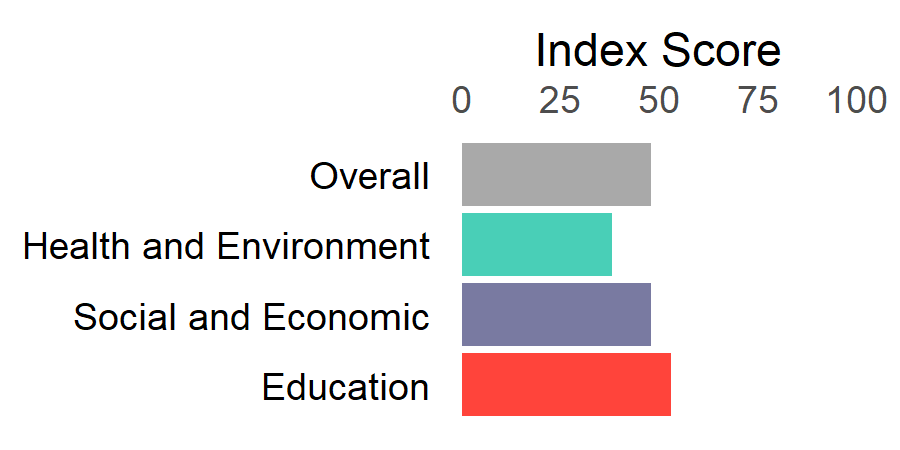 Index Score
0 25 50 75 100
Overall
Health and Environment
Social and Economic
Education